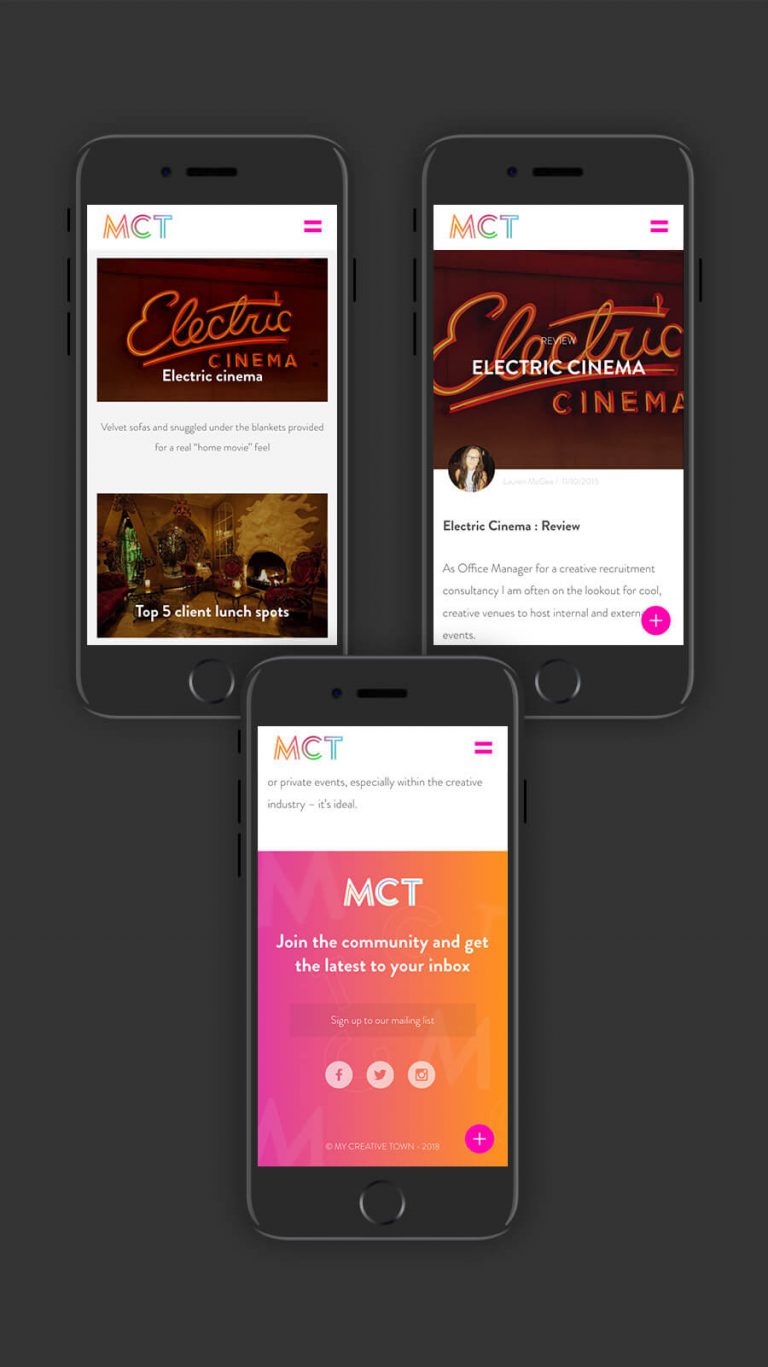 MCT
Electric
CINEMA
Electric cinema
Velvet sofas and snuggled under the blankets provided
for a real “home movie” feel
Top 5 client lunch spots
MCT
Electric
REVIEW
ELECTRIC CINEMA
CINEMA
Lauren McGee / 11/10/2015
Electric Cinema : Review
As Office Manager for a creative recruitment
consultancy I am often on the lookout for cool,
creative venues to host internal and extern
events.
MCT
or private events, especially within the creative
industry – it's ideal.
MCT
Join the community and get
the latest to your inbox
Sign up to our mailing list
© MY CREATIVE TOWN - 2018